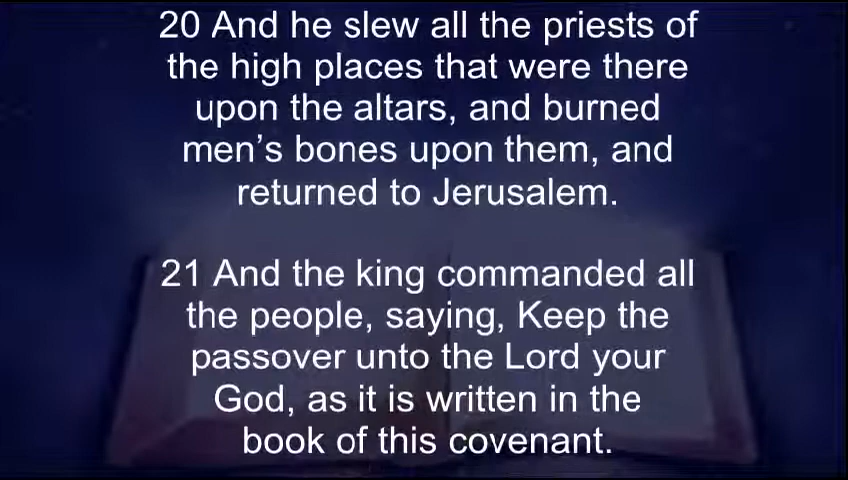 20 And he slew all the priests of
the high places that were there
upon the altars, and burned
men’s bones upon them, and
returned to Jerusalem.
21 And the king commanded all
the people, saying, Keep the
passover unto the Lord your
God, as it is written in the
book of this covenant.